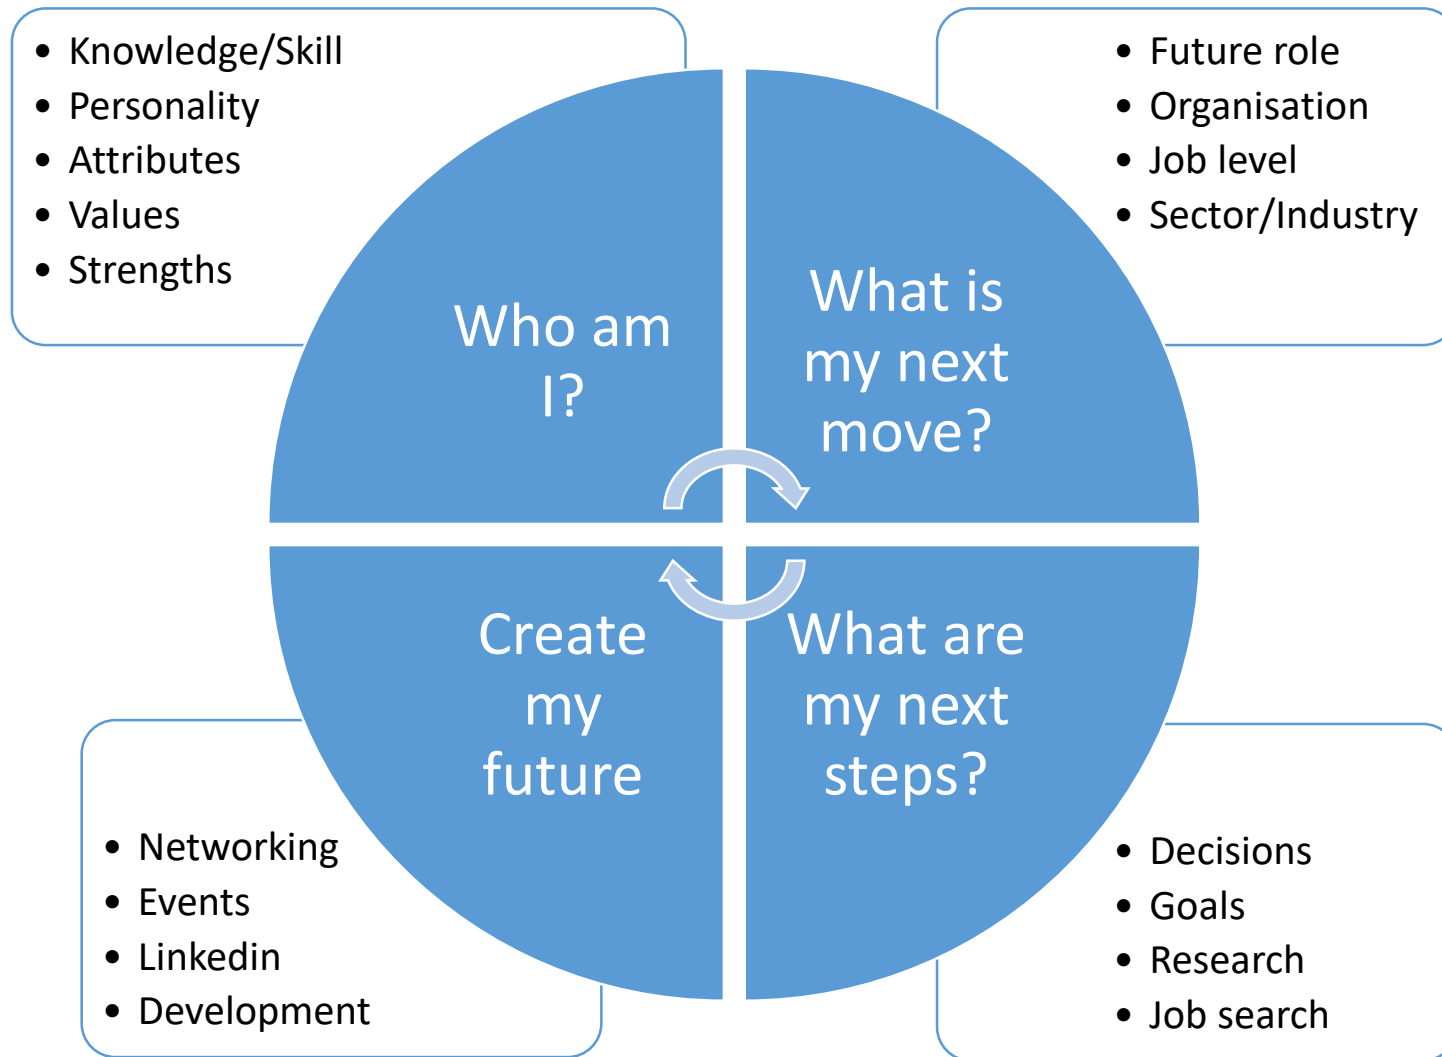 • Knowledge/Skill
• Personality
• Attributes
• Values
• Strengths
• Future role
• Organisation
• Job level
• Sector/Industry
Who am
I?
What is
my next
move?
Create
my
future
What are
my next
steps?
• Networking
• Events
• Linkedin
• Development
• Decisions
• Goals
• Research
• Job search